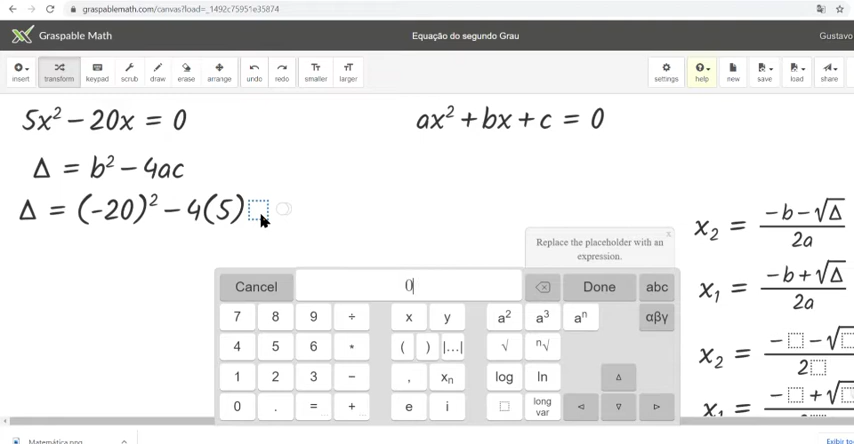 graspablemath.com/canvas?load=_1492c75951e35874
Graspable Math
Equação do segundo Grau
Gustavo
insert transform keypad scrub draw erase arrange undo redo smaller larger settings help new save load share
5x² − 20x = 0
ax² + bx + c = 0
Δ = b² − 4ac
Δ = (-20)² − 4(5)
x₂ = (−b − √Δ) / 2a
x₁ = (−b + √Δ) / 2a
x₂ = (−⬚ − √⬚) / 2⬚
x₁ = −⬚ + √⬚
x
Replace the placeholder with an
expression.
Cancel 0 Done abc
7 8 9 ÷ x y a² a³ aⁿ αβγ
4 5 6 * ( ) |...| √ ⁿ√
1 2 3 − , xₙ log ln Δ
0 . = + e i ⬚ long
var ◁ ▽ ▷
Matemática.png
Exibir to